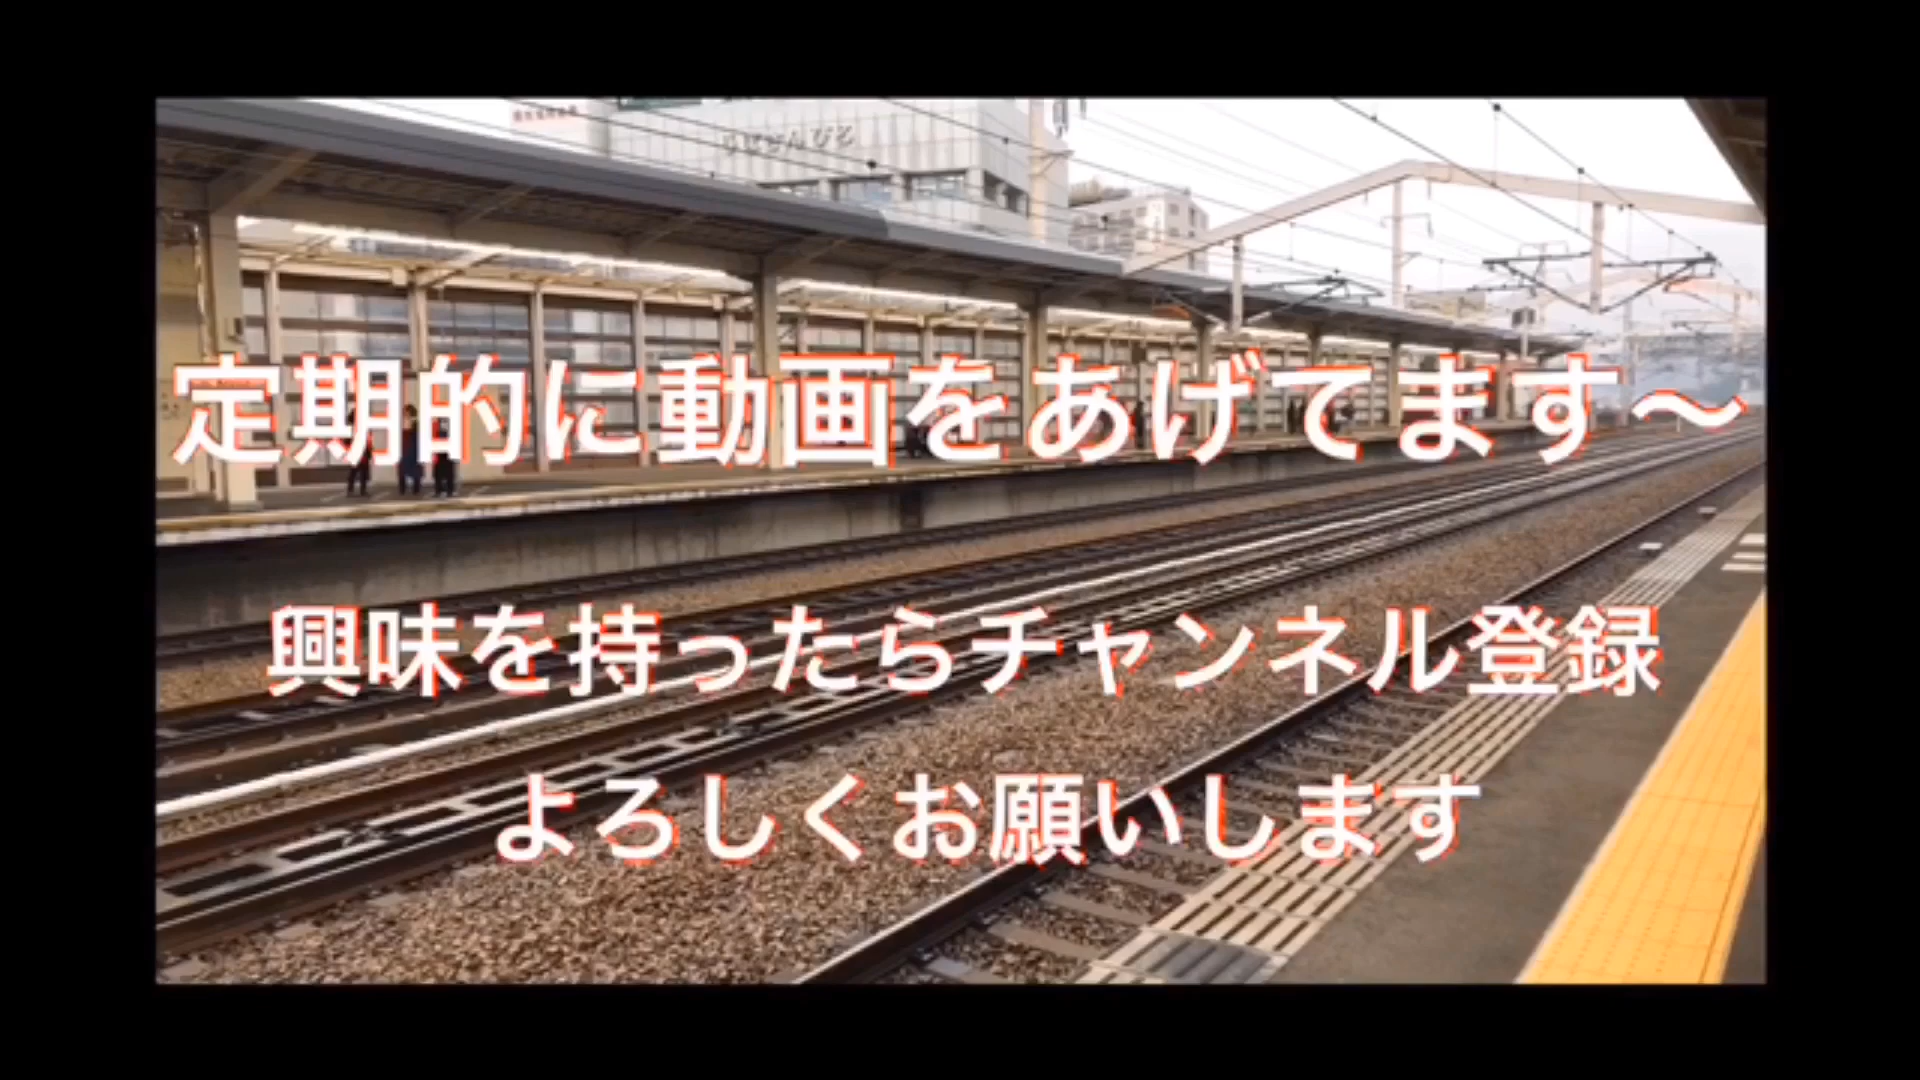 定期的に動画をあげてます～
興味を持ったらチャンネル登録
よろしくお願いします